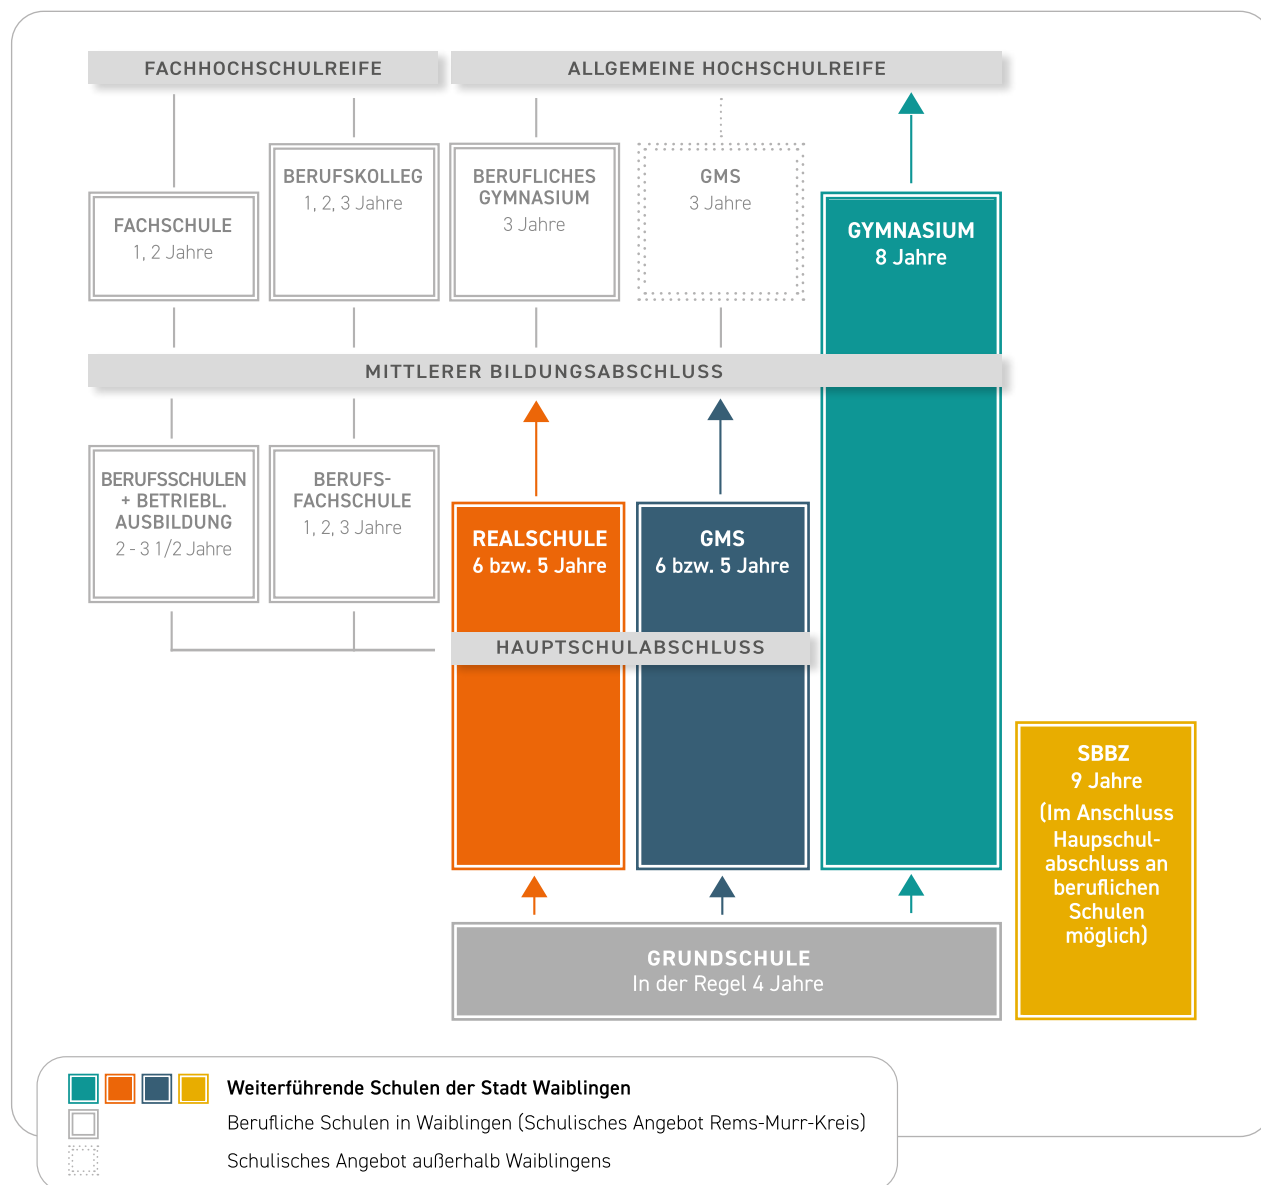 FACHHOCHSCHULREIFE
ALLGEMEINE HOCHSCHULREIFE
FACHSCHULE
1, 2 Jahre
BERUFSKOLLEG
1, 2, 3 Jahre
BERUFLICHES
GYMNASIUM
3 Jahre
GMS
3 Jahre
GYMNASIUM
8 Jahre
MITTLERER BILDUNGSABSCHLUSS
BERUFSSCHULEN
+ BETRIEBL.
AUSBILDUNG
2 - 3 1/2 Jahre
BERUFS-
FACHSCHULE
1, 2, 3 Jahre
REALSCHULE
6 bzw. 5 Jahre
GMS
6 bzw. 5 Jahre
HAUPTSCHULABSCHLUSS
SBBZ
9 Jahre
(Im Anschluss
Haupschul-
abschluss an
beruflichen
Schulen
möglich)
GRUNDSCHULE
In der Regel 4 Jahre
Weiterführende Schulen der Stadt Waiblingen
Berufliche Schulen in Waiblingen (Schulisches Angebot Rems-Murr-Kreis)
Schulisches Angebot außerhalb Waiblingens